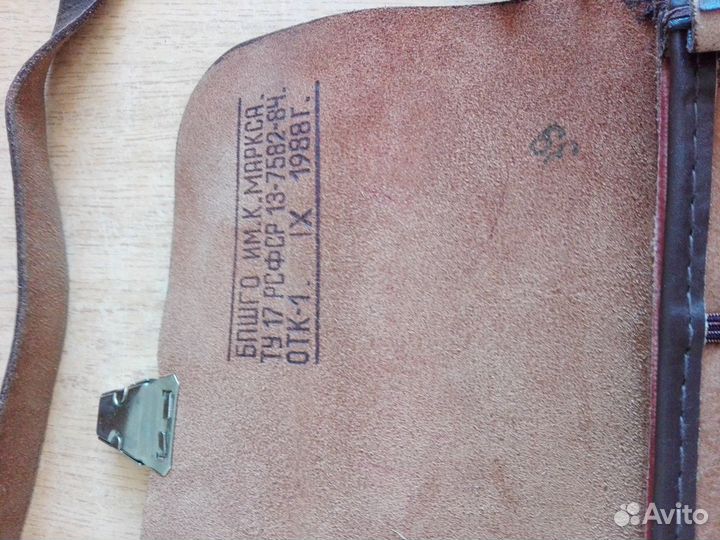 БПШГО ИМ.К.МАРКСА.
ТУ 17 РСФСР 13-7582-84.
ОТК-1. IX 1988г.
Avito